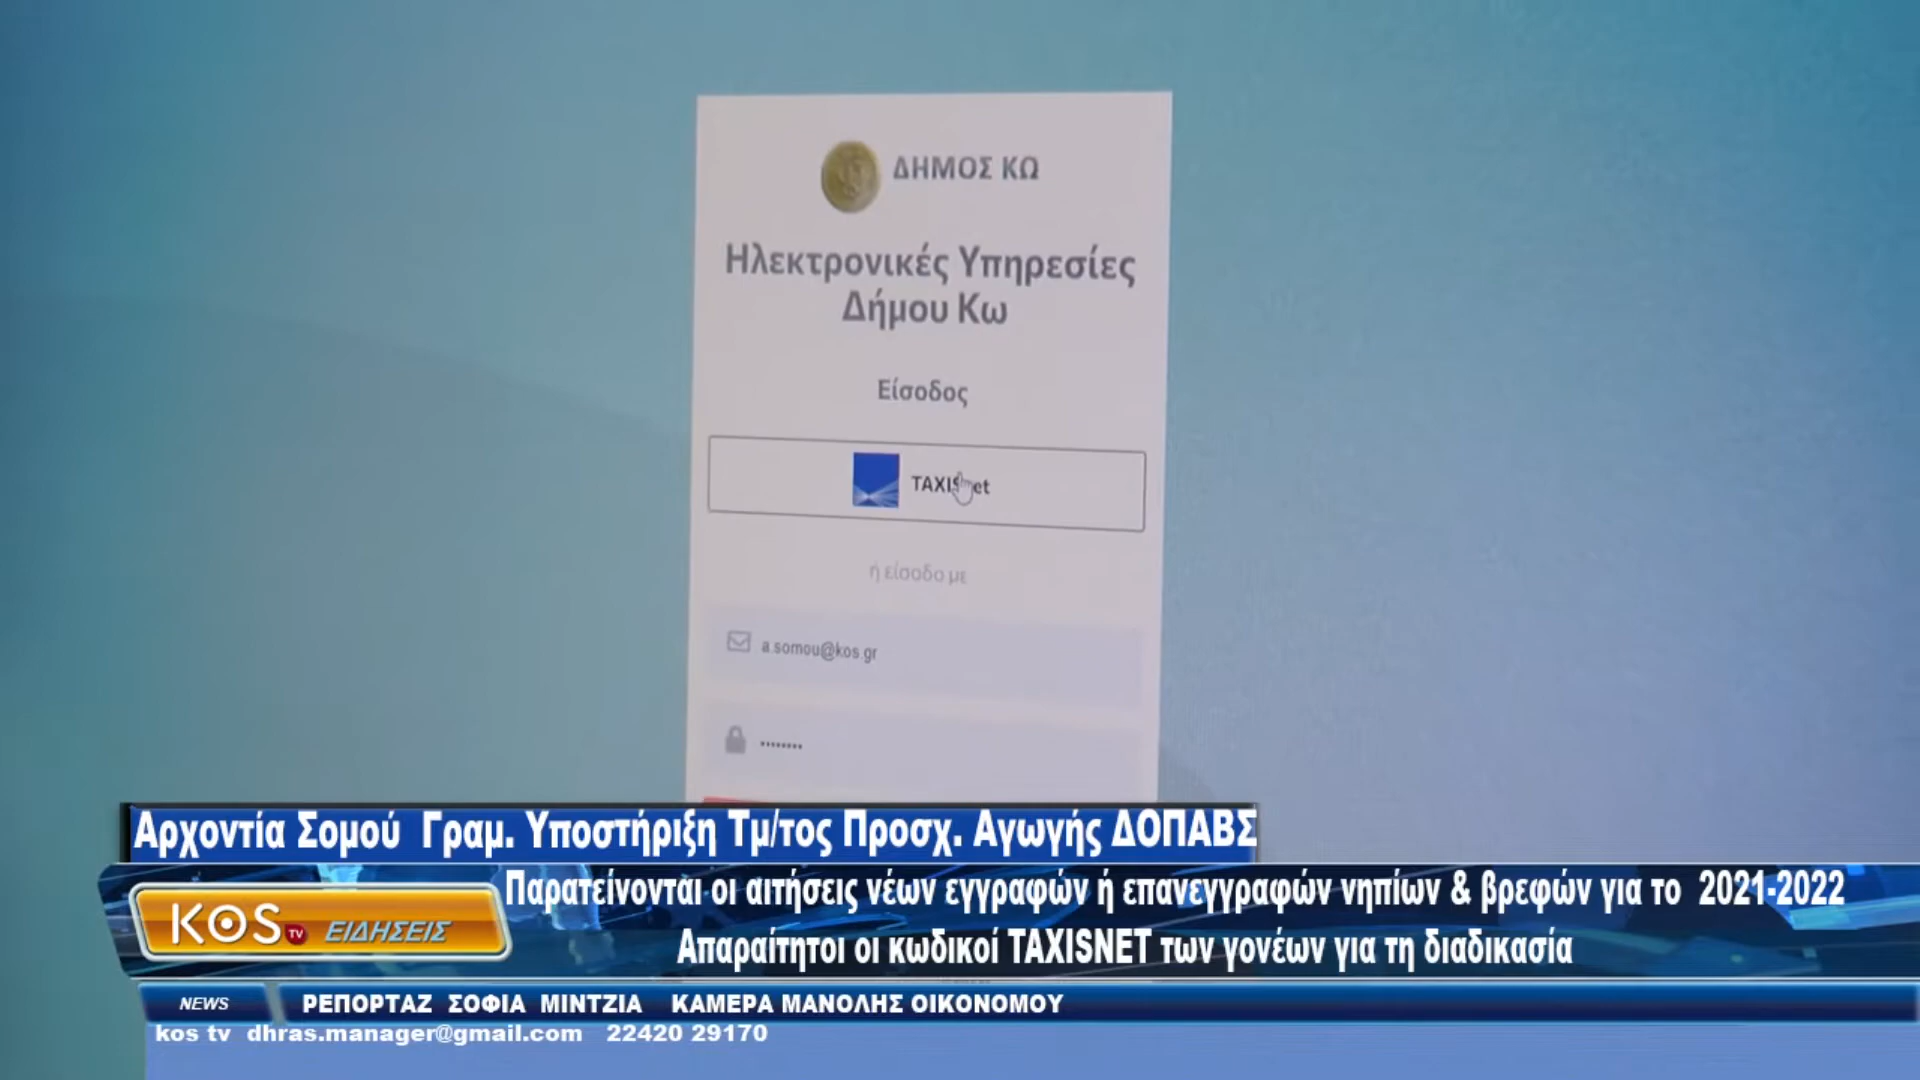 ΔΗΜΟΣ ΚΩ
Ηλεκτρονικές Υπηρεσίες
Δήμου Κω
Είσοδος
TAXISnet
ή είσοδο με
a.somou@kos.gr
Αρχοντία Σομού Γραμ. Υποστήριξη Τμ/τος Προσχ. Αγωγής ΔΟΠΑΒΣ
Παρατείνονται οι αιτήσεις νέων εγγραφών ή επανεγγραφών νηπίων & βρεφών για το 2021-2022
Απαραίτητοι οι κωδικοί TAXISNET των γονέων για τη διαδικασία
KOS TV ΕΙΔΗΣΕΙΣ
NEWS ΡΕΠΟΡΤΑΖ ΣΟΦΙΑ ΜΙΝΤΖΙΑ ΚΑΜΕΡΑ ΜΑΝΟΛΗΣ ΟΙΚΟΝΟΜΟΥ
kos tv dhras.manager@gmail.com 22420 29170